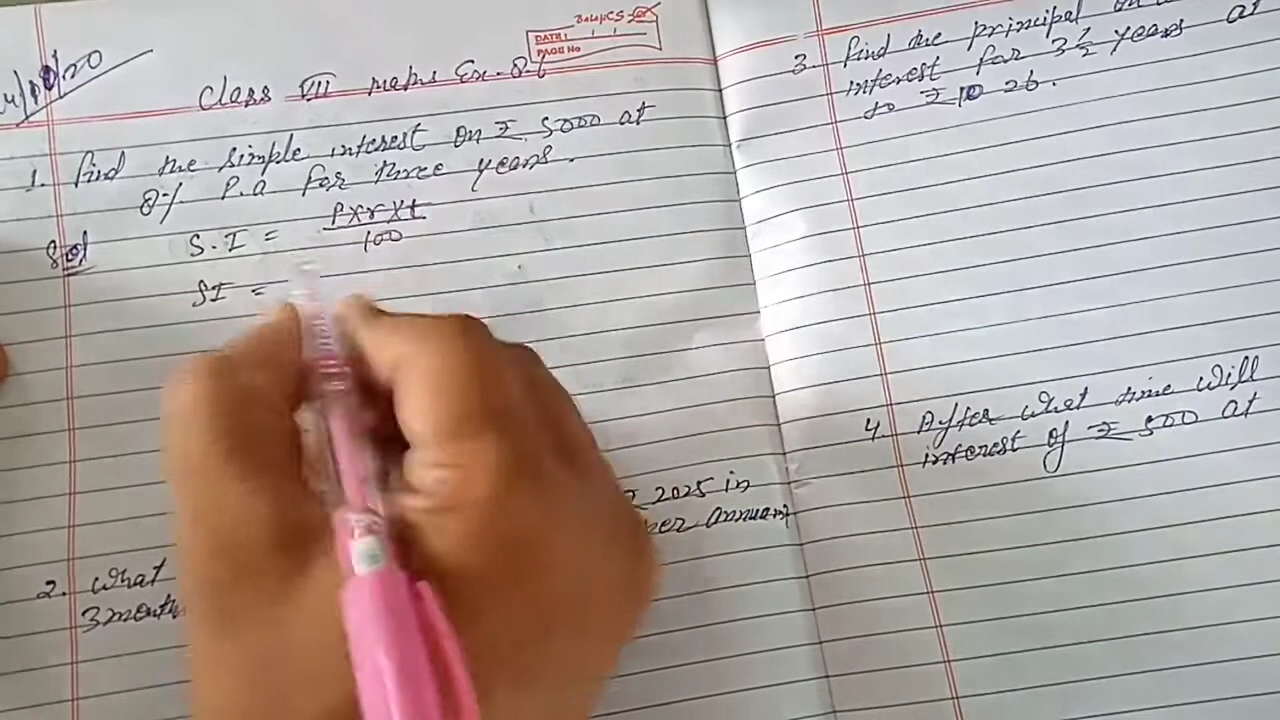 Class VII maths Ex-8.
DATE:
PAGE No
1. find the simple interest on ₹ 5000 at
8% P.a for three years.
Sol S.I = Pxrxt
100
SI =
2. What ₹ 2025 in
3 month per annum?
3. find the principal on
interest for 3½ years at
to ₹ 10 26.
4. After what time will
interest of ₹ 500 at